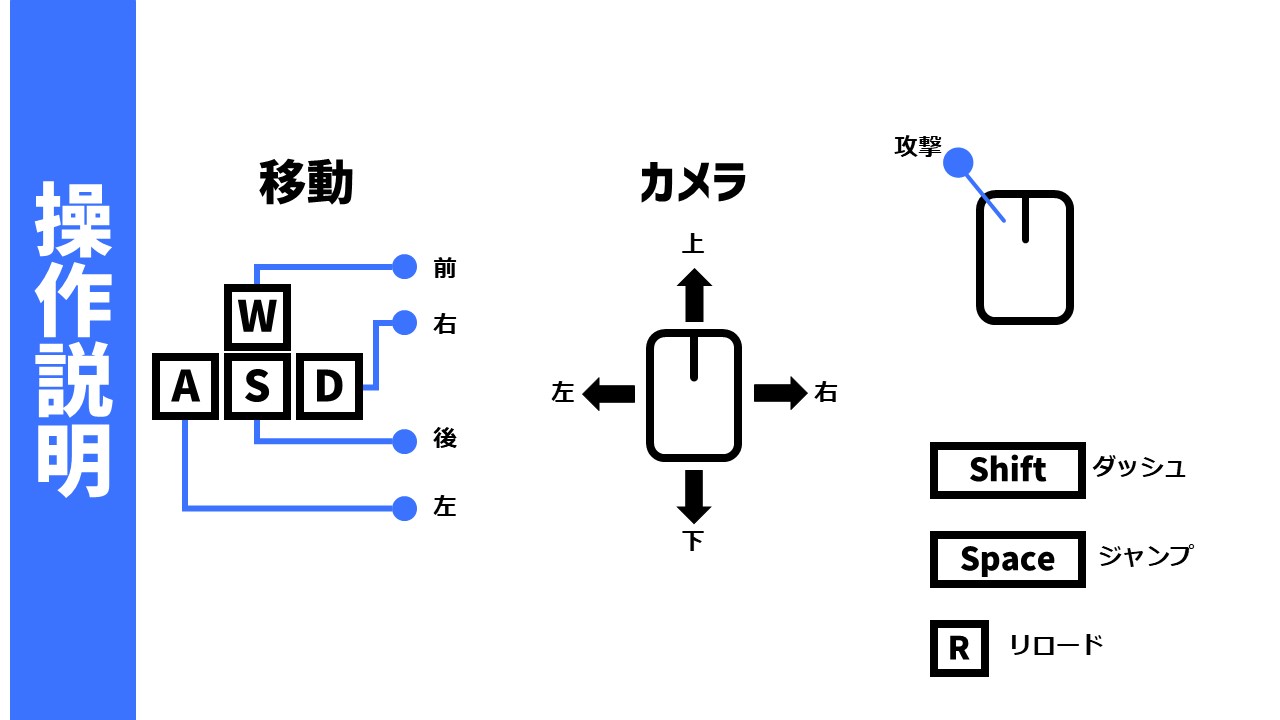 操作説明
移動
W
A
S
D
前
右
後
左
カメラ
上
左
右
下
攻撃
Shift
ダッシュ
Space
ジャンプ
R
リロード